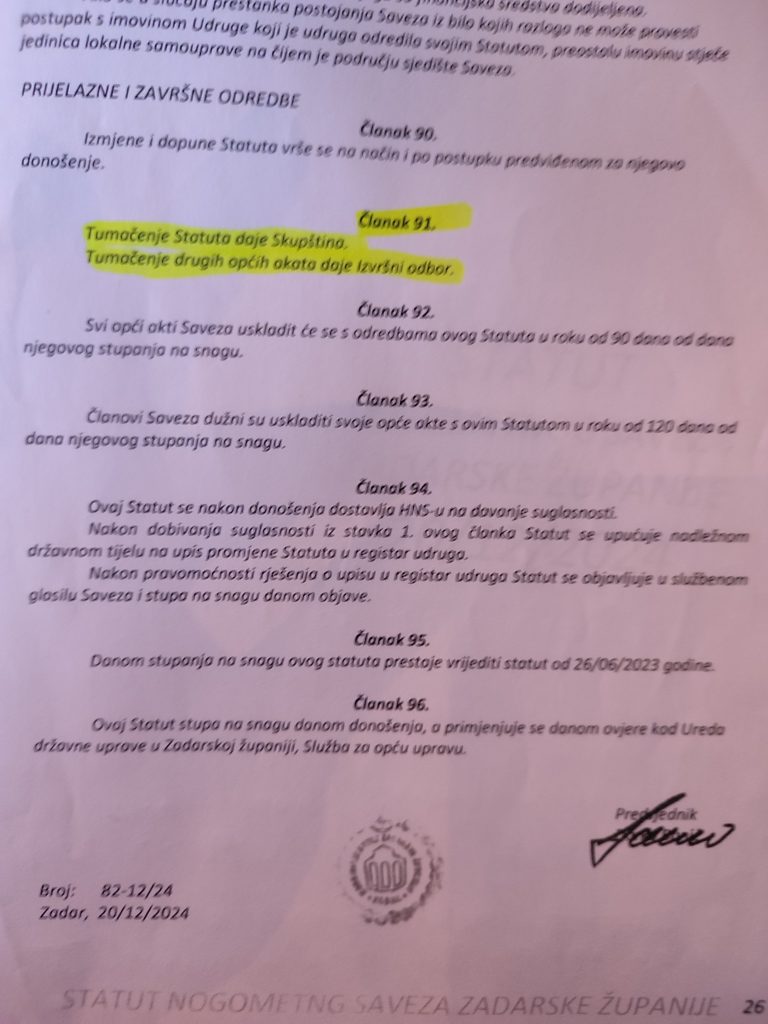 prestanka postojanja Saveza iz bilo kojih razloga ne može provesti
postupak s imovinom Udruge koji je udruga odredila svojim Statutom, preostalu imovinu stječe
jedinica lokalne samouprave na čijem je području sjedište Saveza.
PRIJELAZNE I ZAVRŠNE ODREDBE
Članak 90.
Izmjene i dopune Statuta vrše se na način i po postupku predviđenom za njegovo
donošenje.
Članak 91.
Tumačenje Statuta daje Skupština.
Tumačenje drugih općih akata daje Izvršni odbor.
Članak 92.
Svi opći akti Saveza uskladit će se s odredbama ovog Statuta u roku od 90 dana od dana
njegovog stupanja na snagu.
Članak 93.
Članovi Saveza dužni su uskladiti svoje opće akte s ovim Statutom u roku od 120 dana od
dana njegovog stupanja na snagu.
Članak 94.
Ovaj Statut se nakon donošenja dostavlja HNS-u na davanje suglasnosti.
Nakon dobivanja suglasnosti iz stavka 1. ovog članka Statut se upućuje nadležnom
državnom tijelu na upis promjene Statuta u registar udruga.
Nakon pravomoćnosti rješenja o upisu u registar udruga Statut se objavljuje u službenom
glasilu Saveza i stupa na snagu danom objave.
Članak 95.
Danom stupanja na snagu ovog statuta prestaje vrijediti statut od 26/06/2023 godine.
Članak 96.
Ovaj Statut stupa na snagu danom donošenja, a primjenjuje se danom ovjere kod Ureda
državne uprave u Zadarskoj županiji, Služba za opću upravu.
Predsjednik
Broj: 82-12/24
Zadar, 20/12/2024
STATUT NOGOMETNG SAVEZA ZADARSKE ŽUPANIJE 26